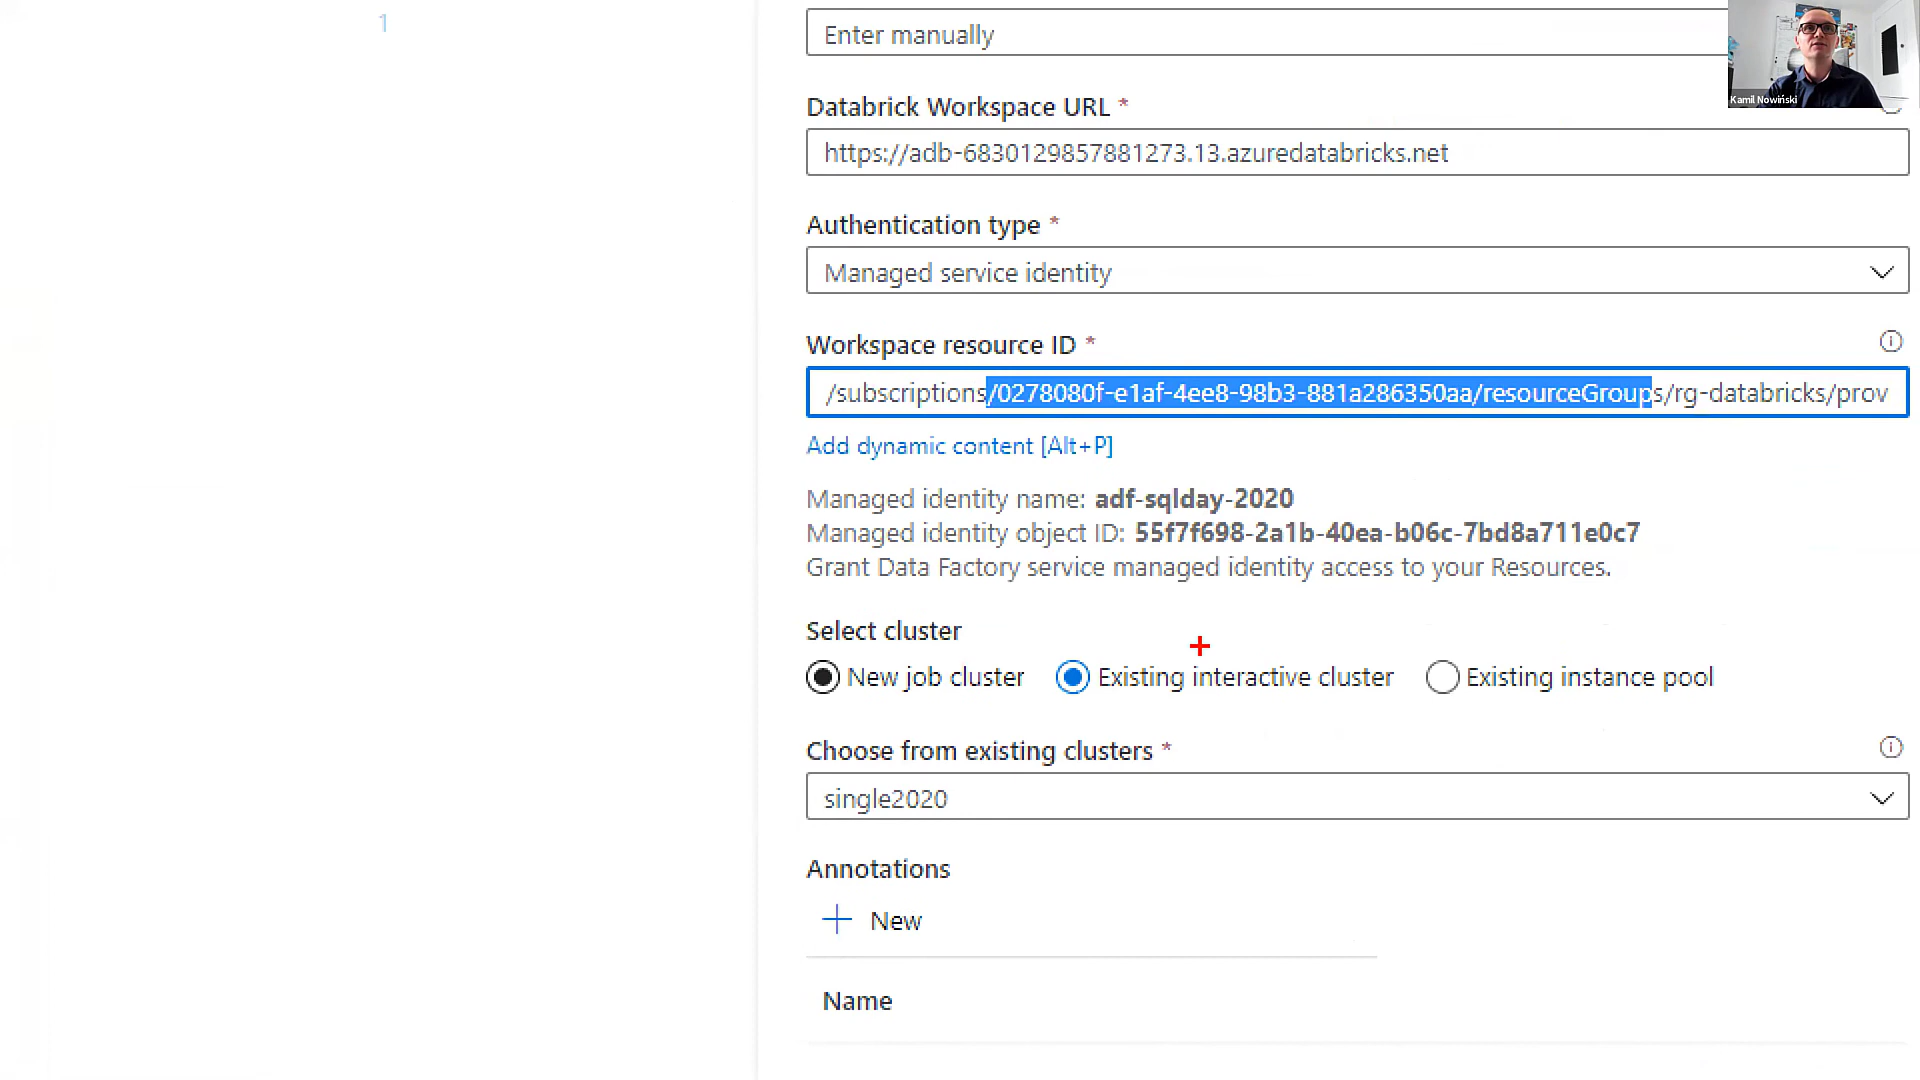 1
Enter manually
Kamil Nowiński
Databrick Workspace URL *
https://adb-6830129857881273.13.azuredatabricks.net
Authentication type *
Managed service identity
Workspace resource ID *
/subscriptions/0278080f-e1af-4ee8-98b3-881a286350aa/resourceGroups/rg-databricks/prov
Add dynamic content [Alt+P]
Managed identity name: adf-sqlday-2020
Managed identity object ID: 55f7f698-2a1b-40ea-b06c-7bd8a711e0c7
Grant Data Factory service managed identity access to your Resources.
Select cluster
New job cluster Existing interactive cluster Existing instance pool
Choose from existing clusters *
single2020
Annotations
New
Name